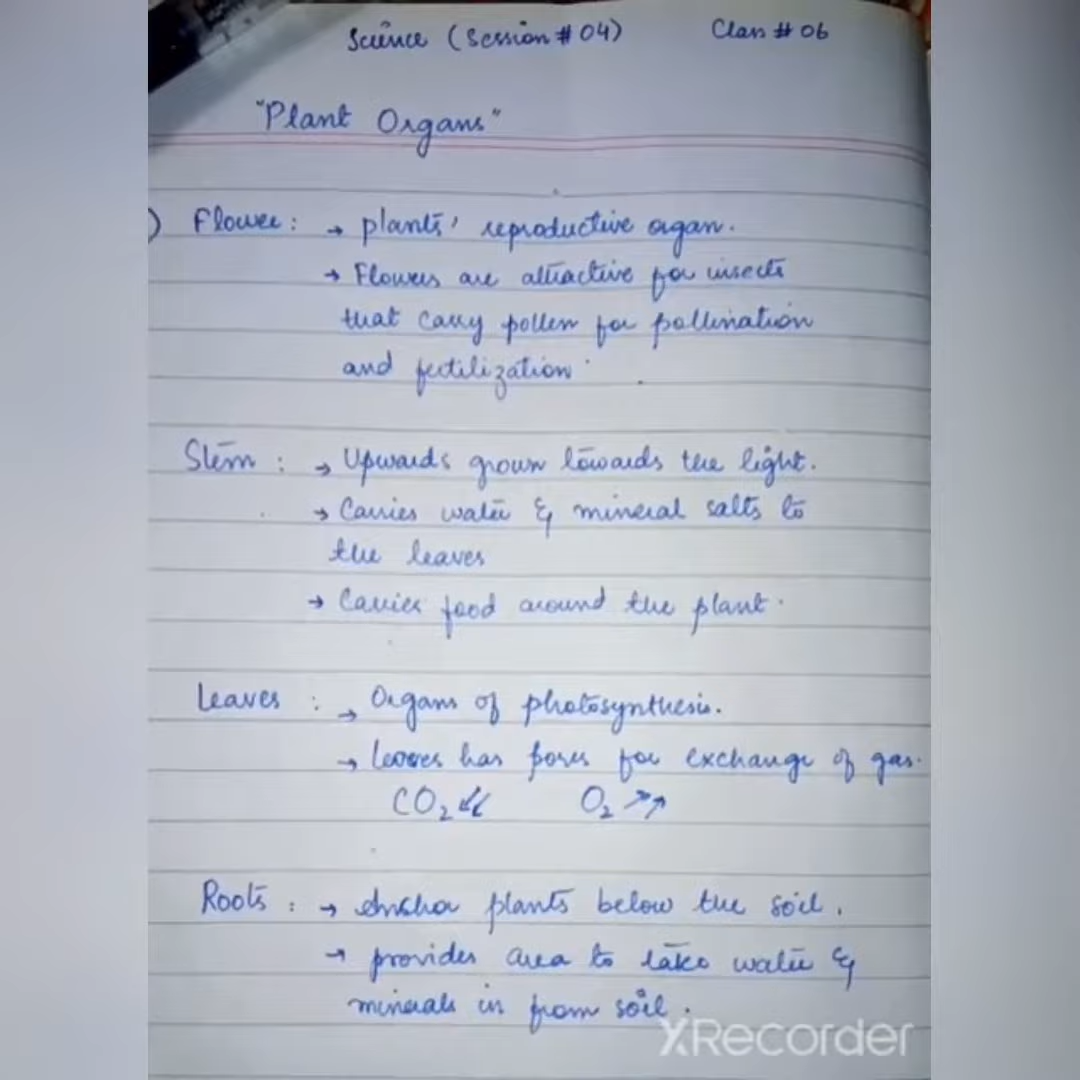 Science (Session # 04) Class # 06
"Plant Organs"
) Flower : → plants' reproductive organ.
→ Flowers are attractive for insects
that carry pollen for pollination
and fertilization
Stem : → Upwards grown towards the light.
→ Carries water & mineral salts to
the leaves
→ Carries food around the plant.
Leaves : → Organs of photosynthesis.
→ leaves has pores for exchange of gas.
CO2 ↙↙ O2 ↗↗
Roots : → Anchor plants below the soil.
→ provides area to take water &
minerals in from soil.
XRecorder